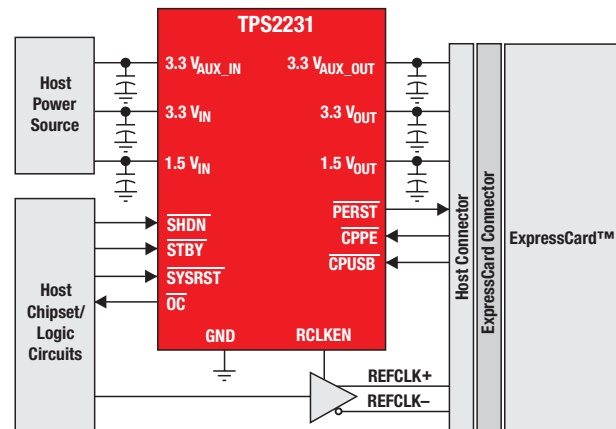 TPS2231
Host
Power
Source
3.3 VAUX_IN
3.3 VAUX_OUT
3.3 VIN
3.3 VOUT
1.5 VIN
1.5 VOUT
SHDN
STBY
SYSRST
OC
PERST
CPPE
CPUSB
GND
RCLKEN
Host
Chipset/
Logic
Circuits
REFCLK+
REFCLK–
Host Connector
ExpressCard Connector
ExpressCard™